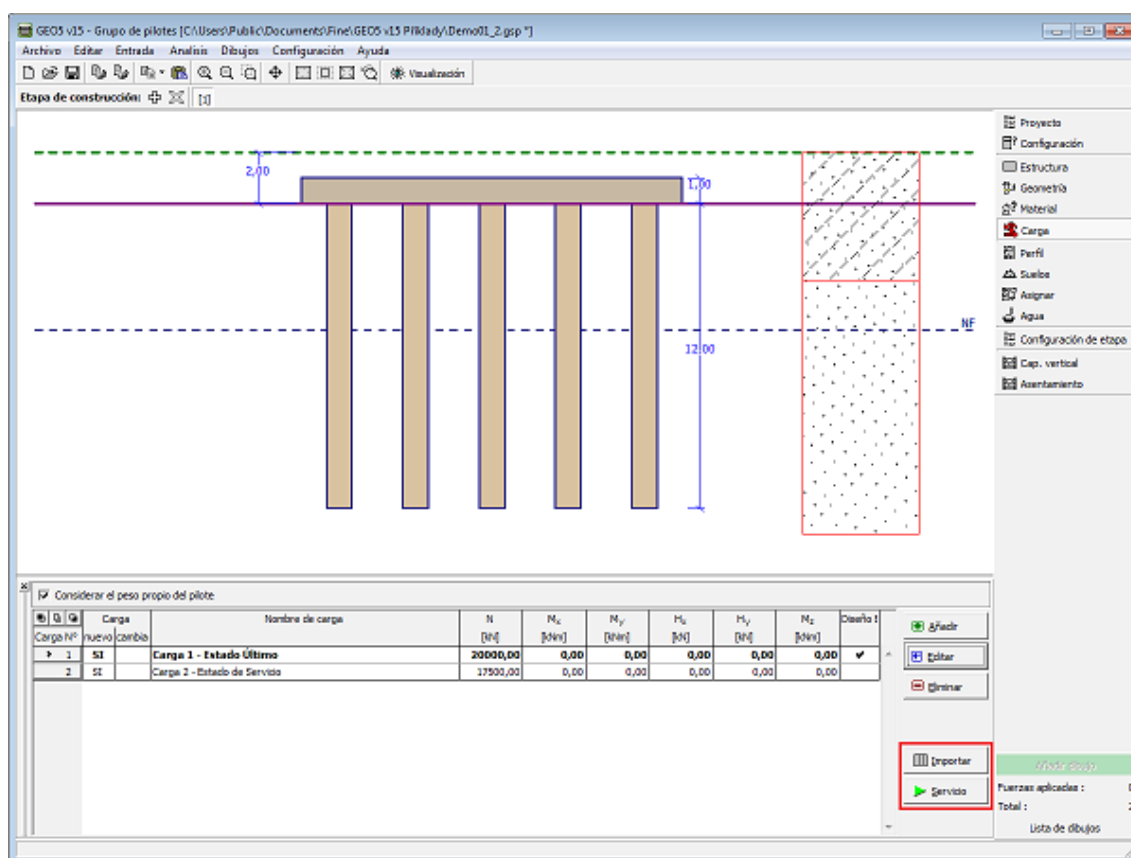 GEO5 v15 - Grupo de pilotes [C:\Users\Public\Documents\Fine\GEO5 v15 Příklady\Demo01_2.gsp *]
Archivo Editar Entrada Analisis Dibujos Configuración Ayuda
Visualización
Etapa de construcción: [1]
2,00
1,00
12,00
NF
Proyecto
Configuración
Estructura
Geometría
Material
Carga
Perfil
Suelos
Asignar
Agua
Configuración de etapa
Cap. vertical
Asentamiento
Considerar el peso propio del pilote
Carga Nombre de carga N Mx My Hx Hy Mz Diseño
Carga Nº nuevo cambia [kN] [kNm] [kNm] [kN] [kN] [kNm]
1 SI Carga 1 - Estado Último 20000,00 0,00 0,00 0,00 0,00 0,00
2 SI Carga 2 - Estado de Servicio 17500,00 0,00 0,00 0,00 0,00 0,00
Añadir
Editar
Eliminar
Importar
Servicio
Añadir dibujo
Fuerzas aplicadas :
Total :
Lista de dibujos